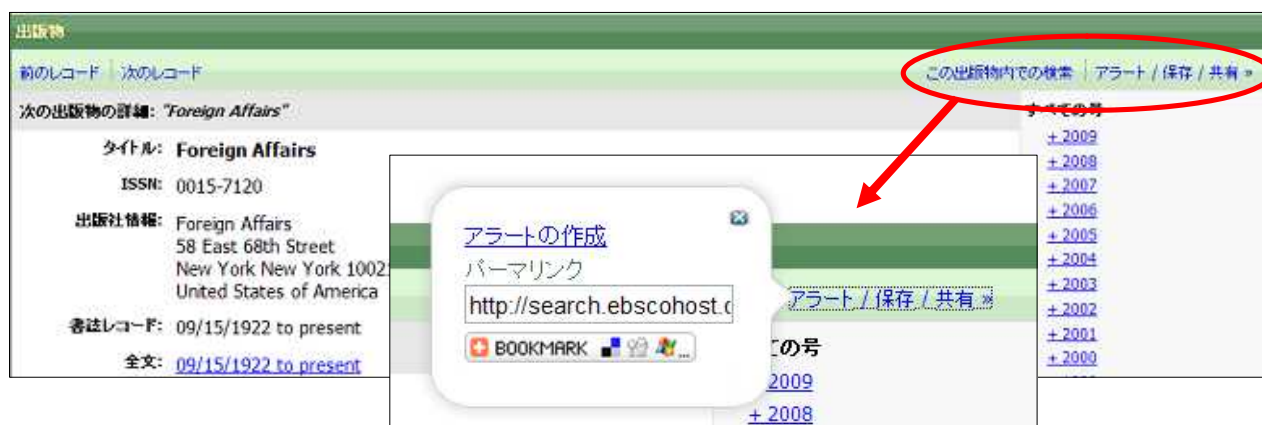 出版物
前のレコード 次のレコード
この出版物内での検索 アラート / 保存 / 共有 »
次の出版物の詳細: "Foreign Affairs"
タイトル: Foreign Affairs
ISSN: 0015-7120
出版社情報: Foreign Affairs
58 East 68th Street
New York New York 1002
United States of America
書誌レコード: 09/15/1922 to present
全文: 09/15/1922 to present
すべての号
+ 2009
+ 2008
+ 2007
+ 2006
+ 2005
+ 2004
+ 2003
+ 2002
+ 2001
+ 2000
アラートの作成
パーマリンク
http://search.ebscohost.c
BOOKMARK ...
アラート / 保存 / 共有 »
ての号
2009
+ 2008